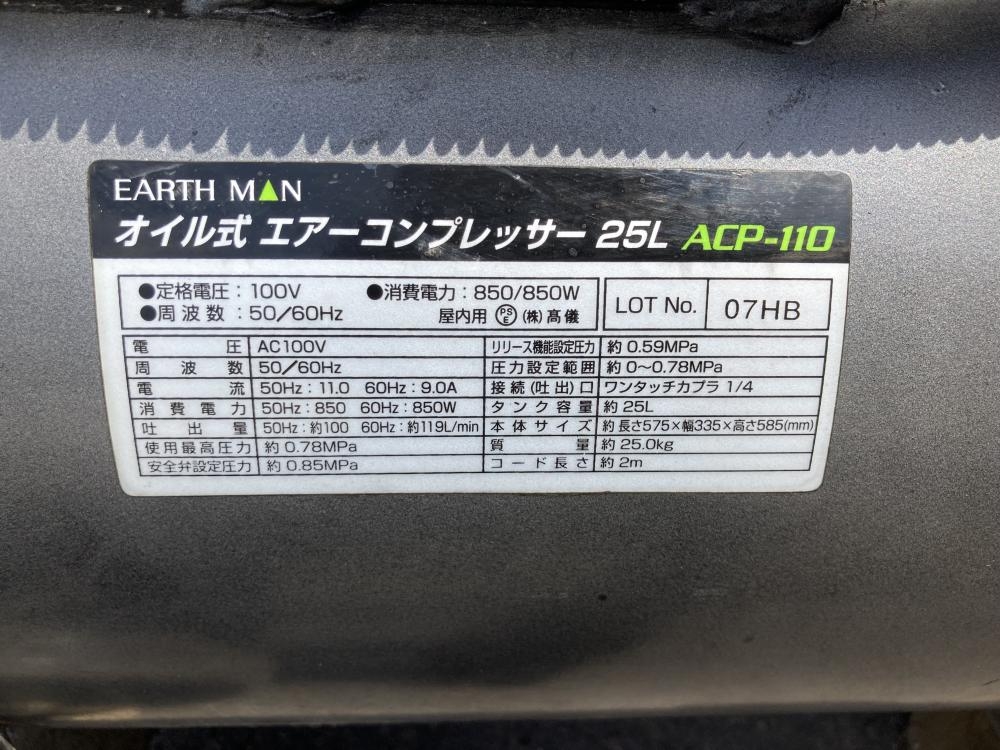 EARTH MAN
オイル式 エアーコンプレッサー 25L ACP-110
●定格電圧：100V ●消費電力：850/850W
●周波数：50/60Hz 屋内用 PSE (株)髙儀
LOT No. 07HB
電圧 AC100V
周波数 50/60Hz
電流 50Hz：11.0 60Hz：9.0A
消費電力 50Hz：850 60Hz：850W
吐出量 50Hz：約100 60Hz：約119L/min
使用最高圧力 約 0.78MPa
安全弁設定圧力 約 0.85MPa
リリース機能設定圧力 約 0.59MPa
圧力設定範囲 約 0～0.78MPa
接続(吐出)口 ワンタッチカプラ 1/4
タンク容量 約 25L
本体サイズ 約 長さ575×幅335×高さ585(mm)
質量 約 25.0kg
コード長さ 約 2m